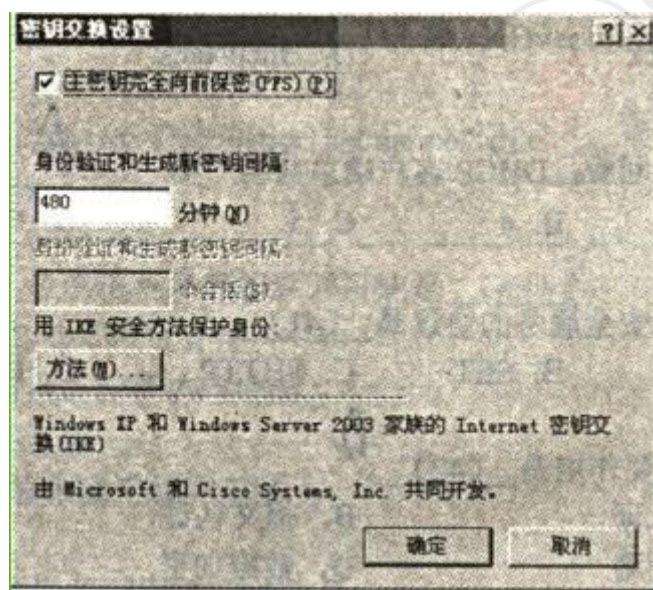 密钥交换设置
主密钥完全向前保密(PFS)(P)
身份验证和生成新密钥间隔:
480
分钟(N)
身份验证和生成新密钥间隔:
个会话(S)
用 IKE 安全方法保护身份:
方法(M)...
Windows XP 和 Windows Server 2003 家族的 Internet 密钥交
换(IKE)
由 Microsoft 和 Cisco Systems, Inc. 共同开发。
确定
取消